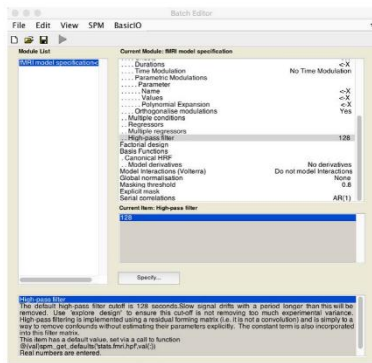 Batch Editor
File Edit View SPM BasicIO
Module List
Current Module: fMRI model specification
fMRI model specification<-X
. . . . Durations <-X
. . . . Time Modulation No Time Modulation
. . . . Parametric Modulations
. . . . . Parameter
. . . . . . Name <-X
. . . . . . Values <-X
. . . . . . Polynomial Expansion <-X
. . . . Orthogonalise modulations Yes
. . Multiple conditions
. . Regressors
. . Multiple regressors
. . High-pass filter 128
Factorial design
Basis Functions
. Canonical HRF
. . Model derivatives No derivatives
Model Interactions (Volterra) Do not model Interactions
Global normalisation None
Masking threshold 0.8
Explicit mask
Serial correlations AR(1)
Current Item: High-pass filter
128
Specify...
High-pass filter
The default high-pass filter cutoff is 128 seconds.Slow signal drifts with a period longer than this will be
removed. Use 'explore design' to ensure this cut-off is not removing too much experimental variance.
High-pass filtering is implemented using a residual forming matrix (i.e. it is not a convolution) and is simply to a
way to remove confounds without estimating their parameters explicitly. The constant term is also incorporated
into this filter matrix.
This item has a default value, set via a call to function
@(val)spm_get_defaults('stats.fmri.hpf',val{:})
Real numbers are entered.